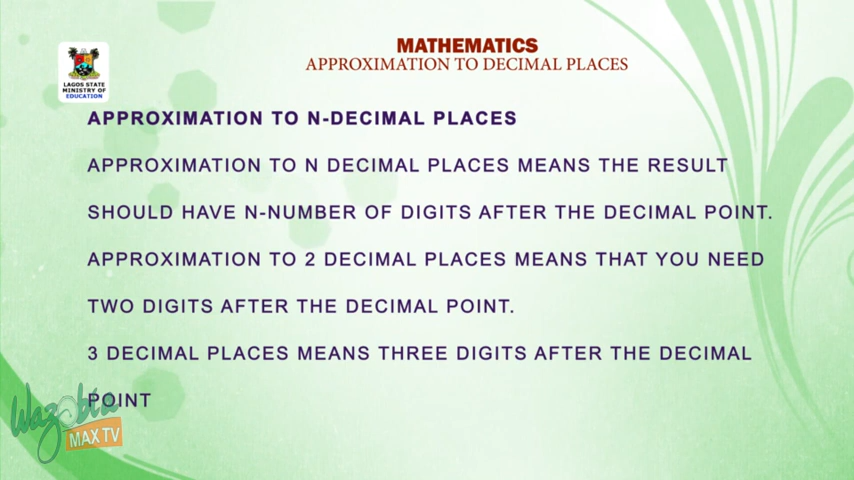 MATHEMATICS
APPROXIMATION TO DECIMAL PLACES
LAGOS STATE
MINISTRY OF
EDUCATION
APPROXIMATION TO N-DECIMAL PLACES
APPROXIMATION TO N DECIMAL PLACES MEANS THE RESULT
SHOULD HAVE N-NUMBER OF DIGITS AFTER THE DECIMAL POINT.
APPROXIMATION TO 2 DECIMAL PLACES MEANS THAT YOU NEED
TWO DIGITS AFTER THE DECIMAL POINT.
3 DECIMAL PLACES MEANS THREE DIGITS AFTER THE DECIMAL
POINT
Wazobia
MAX TV